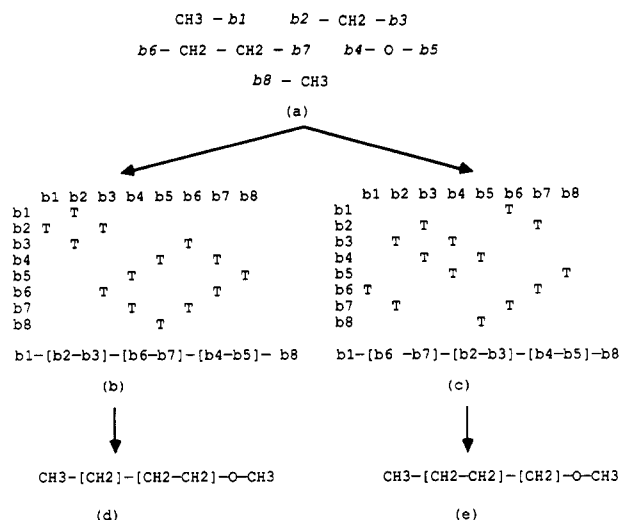 CH3 – b1 b2 – CH2 – b3
b6 – CH2 – CH2 – b7 b4 – O – b5
b8 – CH3
(a)
b1 b2 b3 b4 b5 b6 b7 b8
b1 T
b2 T T
b3 T T
b4 T T
b5 T T
b6 T T
b7 T T
b8 T
b1–[b2–b3]–[b6–b7]–[b4–b5]– b8
(b)
b1 b2 b3 b4 b5 b6 b7 b8
b1 T
b2 T T
b3 T T
b4 T T
b5 T T
b6 T T
b7 T T
b8 T
b1–[b6 –b7]–[b2–b3]–[b4–b5]–b8
(c)
CH3–[CH2]–[CH2–CH2]–O–CH3
(d)
CH3–[CH2–CH2]–[CH2]–O–CH3
(e)